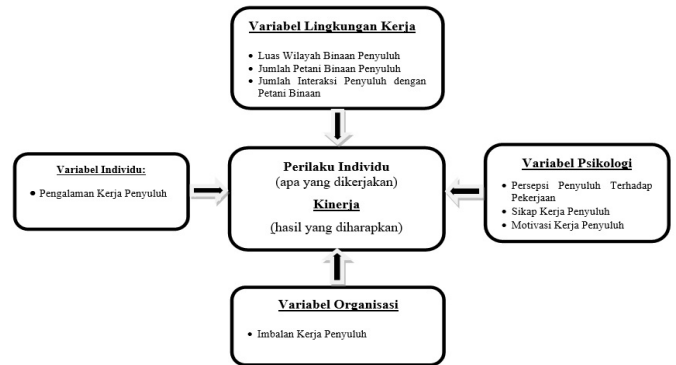 Variabel Lingkungan Kerja
• Luas Wilayah Binaan Penyuluh
• Jumlah Petani Binaan Penyuluh
• Jumlah Interaksi Penyuluh dengan
Petani Binaan
Variabel Individu:
• Pengalaman Kerja Penyuluh
Perilaku Individu
(apa yang dikerjakan)
Kinerja
(hasil yang diharapkan)
Variabel Psikologi
• Persepsi Penyuluh Terhadap
Pekerjaan
• Sikap Kerja Penyuluh
• Motivasi Kerja Penyuluh
Variabel Organisasi
• Imbalan Kerja Penyuluh